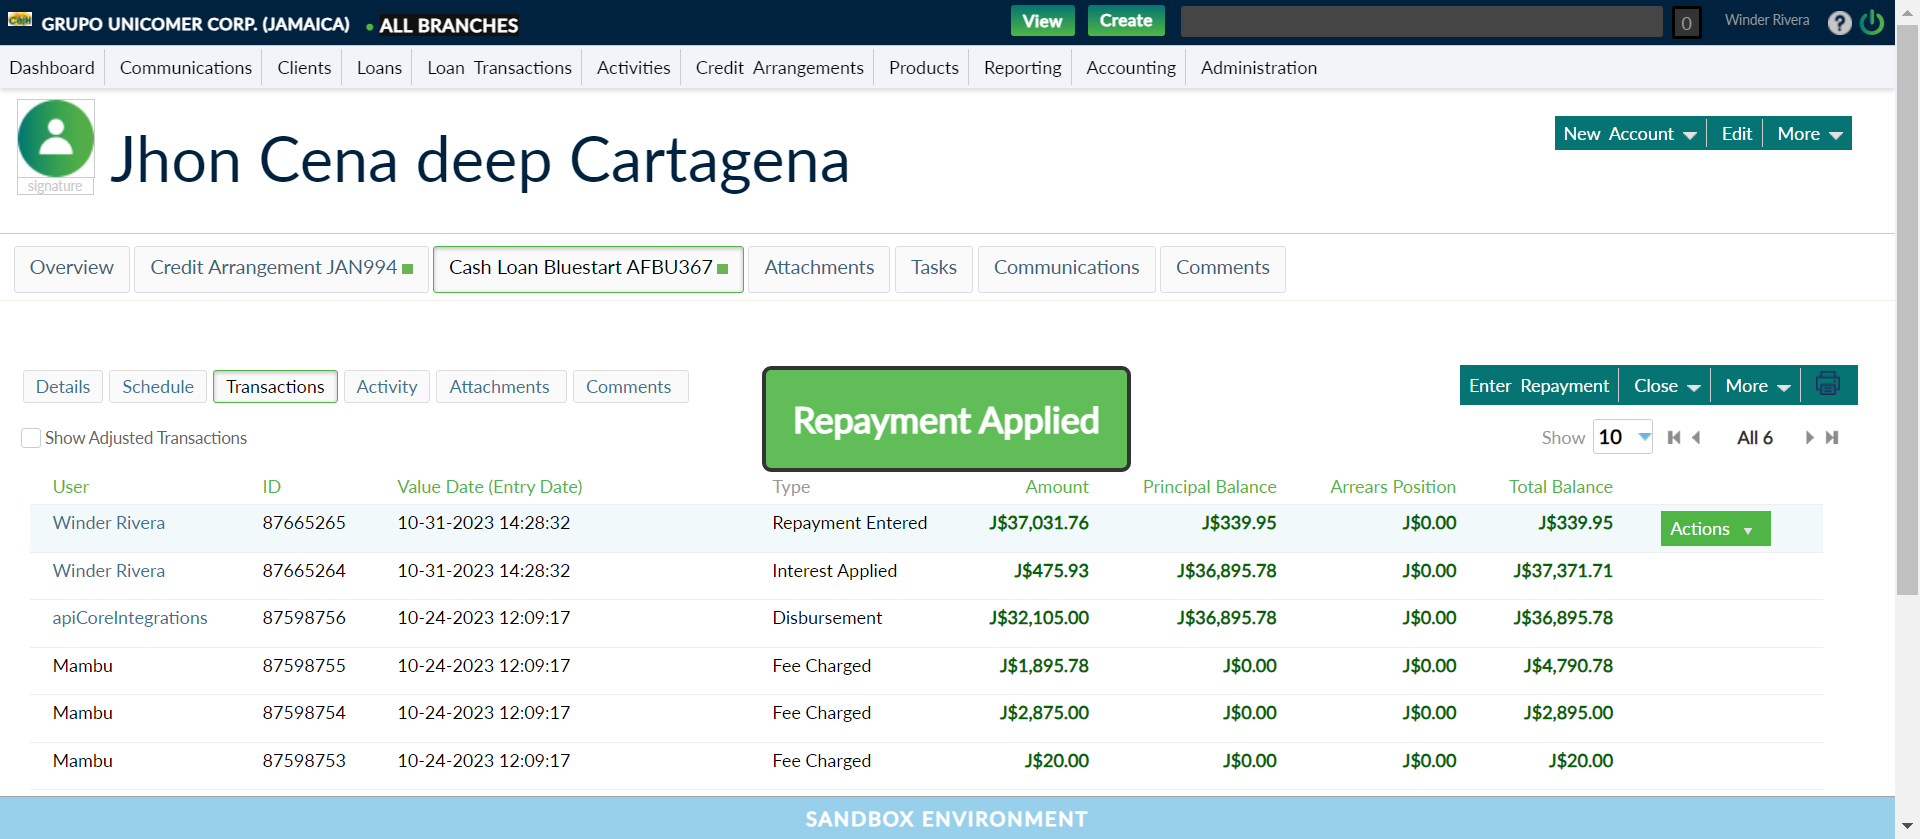 GRUPO UNICOMER CORP. (JAMAICA) • ALL BRANCHES View Create 0 Winder Rivera ?
Dashboard Communications Clients Loans Loan Transactions Activities Credit Arrangements Products Reporting Accounting Administration
Jhon Cena deep Cartagena
signature
New Account Edit More
Overview Credit Arrangement JAN994 Cash Loan Bluestart AFBU367 Attachments Tasks Communications Comments
Details Schedule Transactions Activity Attachments Comments
Repayment Applied
Enter Repayment Close More
Show Adjusted Transactions
Show 10 All 6
User ID Value Date (Entry Date) Type Amount Principal Balance Arrears Position Total Balance
Winder Rivera 87665265 10-31-2023 14:28:32 Repayment Entered J$37,031.76 J$339.95 J$0.00 J$339.95 Actions
Winder Rivera 87665264 10-31-2023 14:28:32 Interest Applied J$475.93 J$36,895.78 J$0.00 J$37,371.71
apiCoreIntegrations 87598756 10-24-2023 12:09:17 Disbursement J$32,105.00 J$36,895.78 J$0.00 J$36,895.78
Mambu 87598755 10-24-2023 12:09:17 Fee Charged J$1,895.78 J$0.00 J$0.00 J$4,790.78
Mambu 87598754 10-24-2023 12:09:17 Fee Charged J$2,875.00 J$0.00 J$0.00 J$2,895.00
Mambu 87598753 10-24-2023 12:09:17 Fee Charged J$20.00 J$0.00 J$0.00 J$20.00
SANDBOX ENVIRONMENT